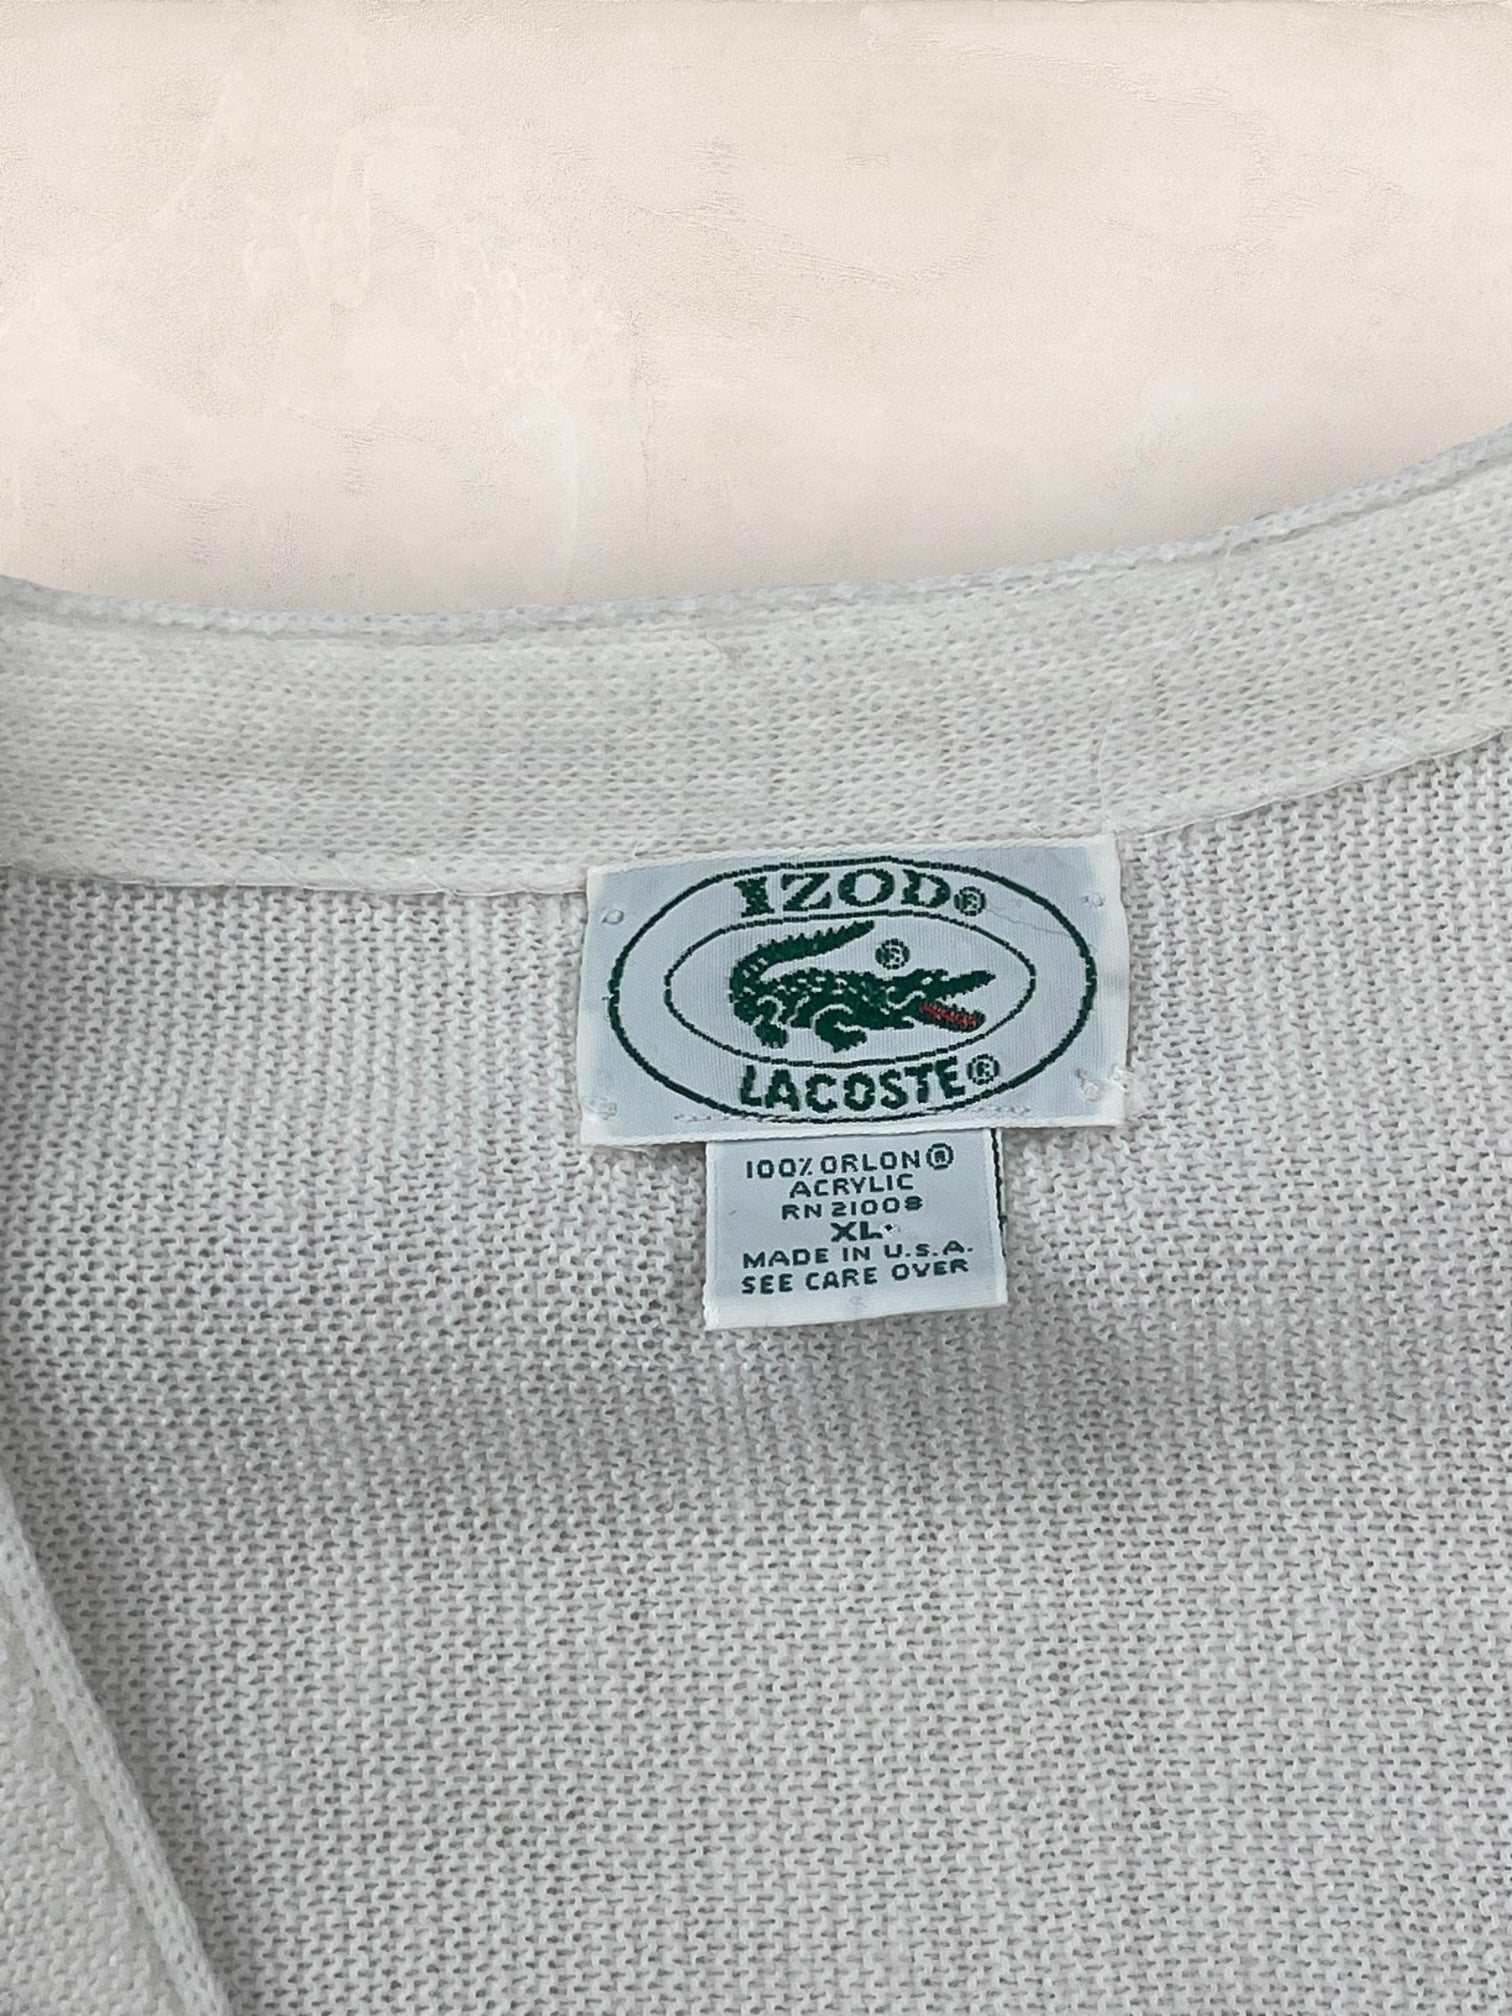 IZOD®
®
LACOSTE®
100% ORLON®
ACRYLIC
RN 21008
XL
MADE IN U.S.A.
SEE CARE OVER